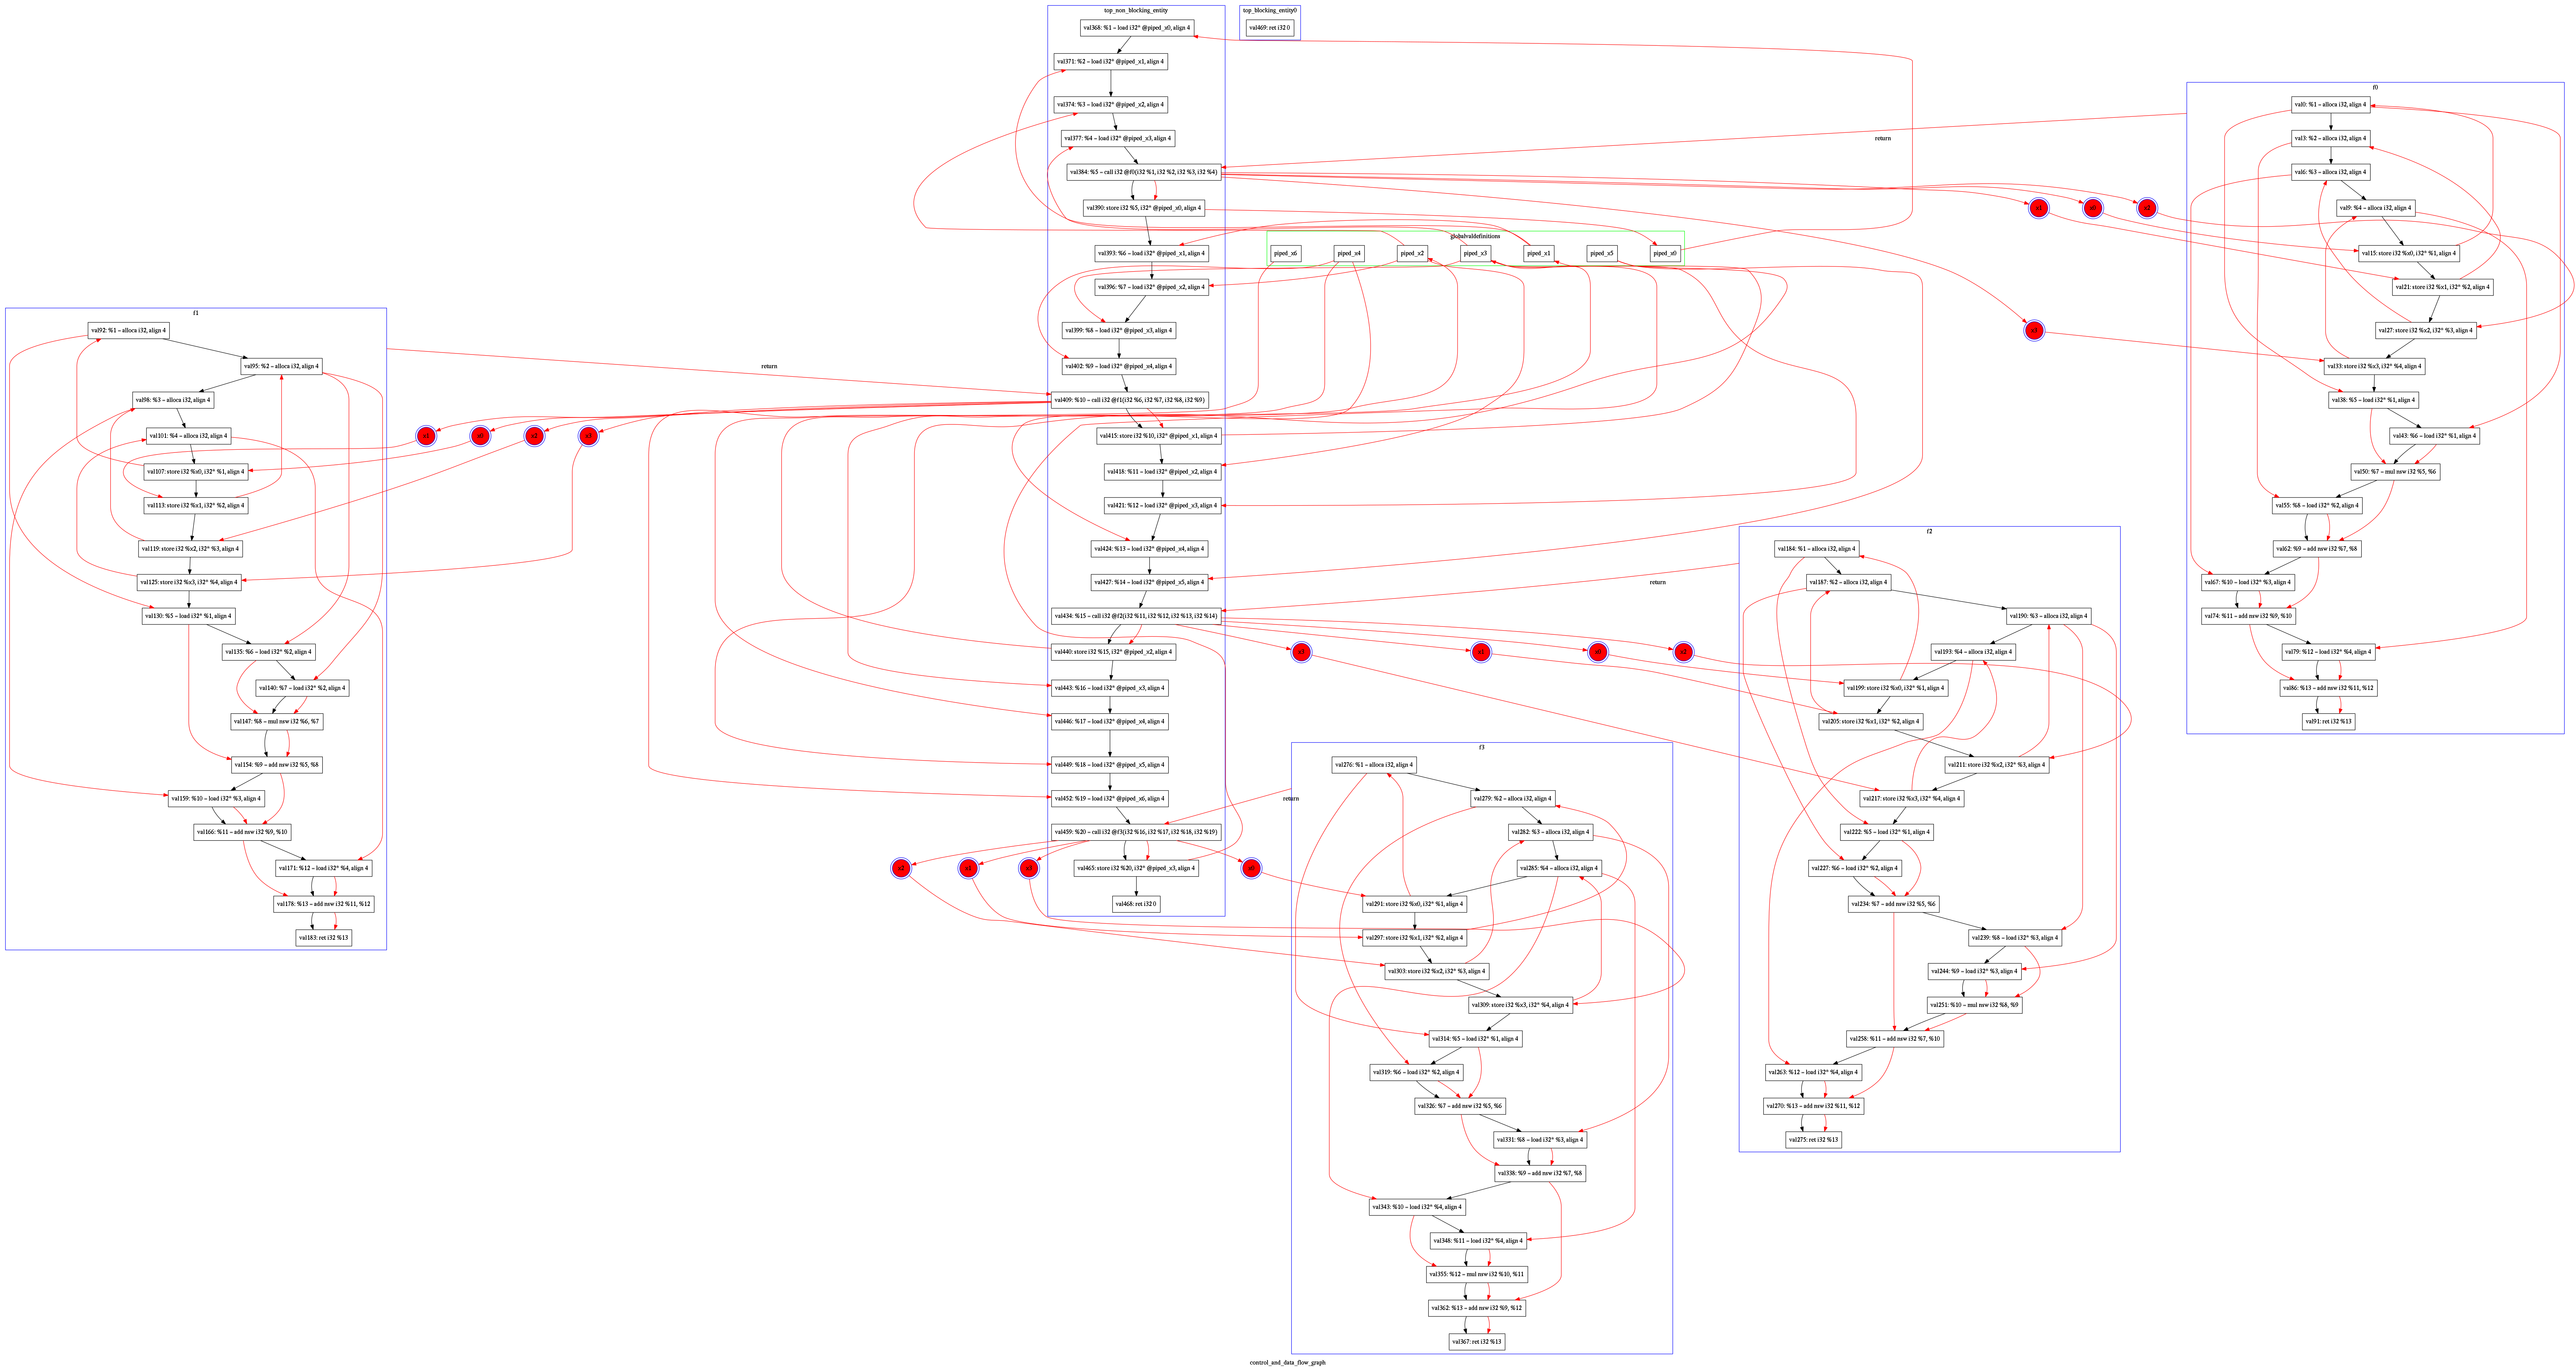 top_non_blocking_entity
val368: %1 = load i32* @piped_x0, align 4
val371: %2 = load i32* @piped_x1, align 4
val374: %3 = load i32* @piped_x2, align 4
val377: %4 = load i32* @piped_x3, align 4
val384: %5 = call i32 @f0(i32 %1, i32 %2, i32 %3, i32 %4)
val390: store i32 %5, i32* @piped_x0, align 4
val393: %6 = load i32* @piped_x1, align 4
val396: %7 = load i32* @piped_x2, align 4
val399: %8 = load i32* @piped_x3, align 4
val402: %9 = load i32* @piped_x4, align 4
val409: %10 = call i32 @f1(i32 %6, i32 %7, i32 %8, i32 %9)
val415: store i32 %10, i32* @piped_x1, align 4
val418: %11 = load i32* @piped_x2, align 4
val421: %12 = load i32* @piped_x3, align 4
val424: %13 = load i32* @piped_x4, align 4
val427: %14 = load i32* @piped_x5, align 4
val434: %15 = call i32 @f2(i32 %11, i32 %12, i32 %13, i32 %14)
val440: store i32 %15, i32* @piped_x2, align 4
val443: %16 = load i32* @piped_x3, align 4
val446: %17 = load i32* @piped_x4, align 4
val449: %18 = load i32* @piped_x5, align 4
val452: %19 = load i32* @piped_x6, align 4
val459: %20 = call i32 @f3(i32 %16, i32 %17, i32 %18, i32 %19)
val465: store i32 %20, i32* @piped_x3, align 4
val468: ret i32 0
top_blocking_entity0
val469: ret i32 0
globalvaldefinitions
piped_x6
piped_x4
piped_x2
piped_x3
piped_x1
piped_x5
piped_x0
f0
val0: %1 = alloca i32, align 4
val3: %2 = alloca i32, align 4
val6: %3 = alloca i32, align 4
val9: %4 = alloca i32, align 4
val15: store i32 %x0, i32* %1, align 4
val21: store i32 %x1, i32* %2, align 4
val27: store i32 %x2, i32* %3, align 4
val33: store i32 %x3, i32* %4, align 4
val38: %5 = load i32* %1, align 4
val43: %6 = load i32* %1, align 4
val50: %7 = mul nsw i32 %5, %6
val55: %8 = load i32* %2, align 4
val62: %9 = add nsw i32 %7, %8
val67: %10 = load i32* %3, align 4
val74: %11 = add nsw i32 %9, %10
val79: %12 = load i32* %4, align 4
val86: %13 = add nsw i32 %11, %12
val91: ret i32 %13
return
f1
val92: %1 = alloca i32, align 4
val95: %2 = alloca i32, align 4
val98: %3 = alloca i32, align 4
val101: %4 = alloca i32, align 4
val107: store i32 %x0, i32* %1, align 4
val113: store i32 %x1, i32* %2, align 4
val119: store i32 %x2, i32* %3, align 4
val125: store i32 %x3, i32* %4, align 4
val130: %5 = load i32* %1, align 4
val135: %6 = load i32* %2, align 4
val140: %7 = load i32* %2, align 4
val147: %8 = mul nsw i32 %6, %7
val154: %9 = add nsw i32 %5, %8
val159: %10 = load i32* %3, align 4
val166: %11 = add nsw i32 %9, %10
val171: %12 = load i32* %4, align 4
val178: %13 = add nsw i32 %11, %12
val183: ret i32 %13
return
f2
val184: %1 = alloca i32, align 4
val187: %2 = alloca i32, align 4
val190: %3 = alloca i32, align 4
val193: %4 = alloca i32, align 4
val199: store i32 %x0, i32* %1, align 4
val205: store i32 %x1, i32* %2, align 4
val211: store i32 %x2, i32* %3, align 4
val217: store i32 %x3, i32* %4, align 4
val222: %5 = load i32* %1, align 4
val227: %6 = load i32* %2, align 4
val234: %7 = add nsw i32 %5, %6
val239: %8 = load i32* %3, align 4
val244: %9 = load i32* %3, align 4
val251: %10 = mul nsw i32 %8, %9
val258: %11 = add nsw i32 %7, %10
val263: %12 = load i32* %4, align 4
val270: %13 = add nsw i32 %11, %12
val275: ret i32 %13
return
f3
val276: %1 = alloca i32, align 4
val279: %2 = alloca i32, align 4
val282: %3 = alloca i32, align 4
val285: %4 = alloca i32, align 4
val291: store i32 %x0, i32* %1, align 4
val297: store i32 %x1, i32* %2, align 4
val303: store i32 %x2, i32* %3, align 4
val309: store i32 %x3, i32* %4, align 4
val314: %5 = load i32* %1, align 4
val319: %6 = load i32* %2, align 4
val326: %7 = add nsw i32 %5, %6
val331: %8 = load i32* %3, align 4
val338: %9 = add nsw i32 %7, %8
val343: %10 = load i32* %4, align 4
val348: %11 = load i32* %4, align 4
val355: %12 = mul nsw i32 %10, %11
val362: %13 = add nsw i32 %9, %12
val367: ret i32 %13
return
control_and_data_flow_graph